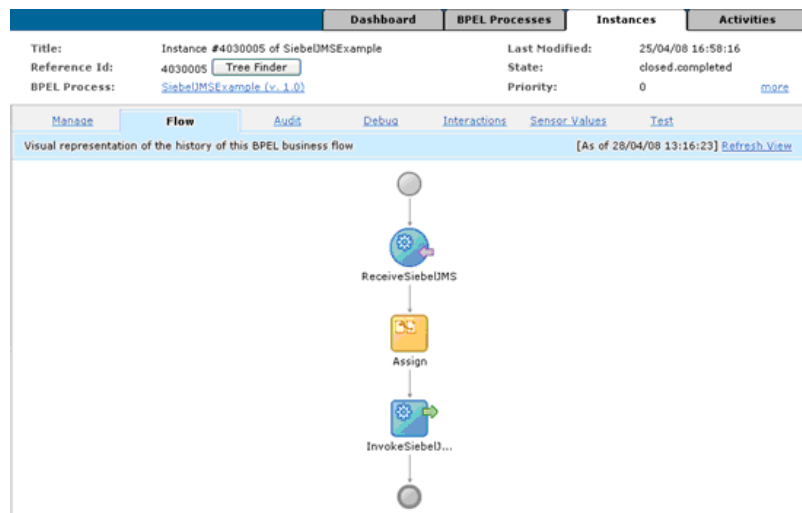 Dashboard BPEL Processes Instances Activities
Title: Instance #4030005 of SiebelJMSExample Last Modified: 25/04/08 16:58:16
Reference Id: 4030005 Tree Finder State: closed.completed
BPEL Process: SiebelJMSExample (v. 1.0) Priority: 0 more
Manage Flow Audit Debug Interactions Sensor Values Test
Visual representation of the history of this BPEL business flow [As of 28/04/08 13:16:23] Refresh View
ReceiveSiebelJMS
Assign
InvokeSiebelJ...